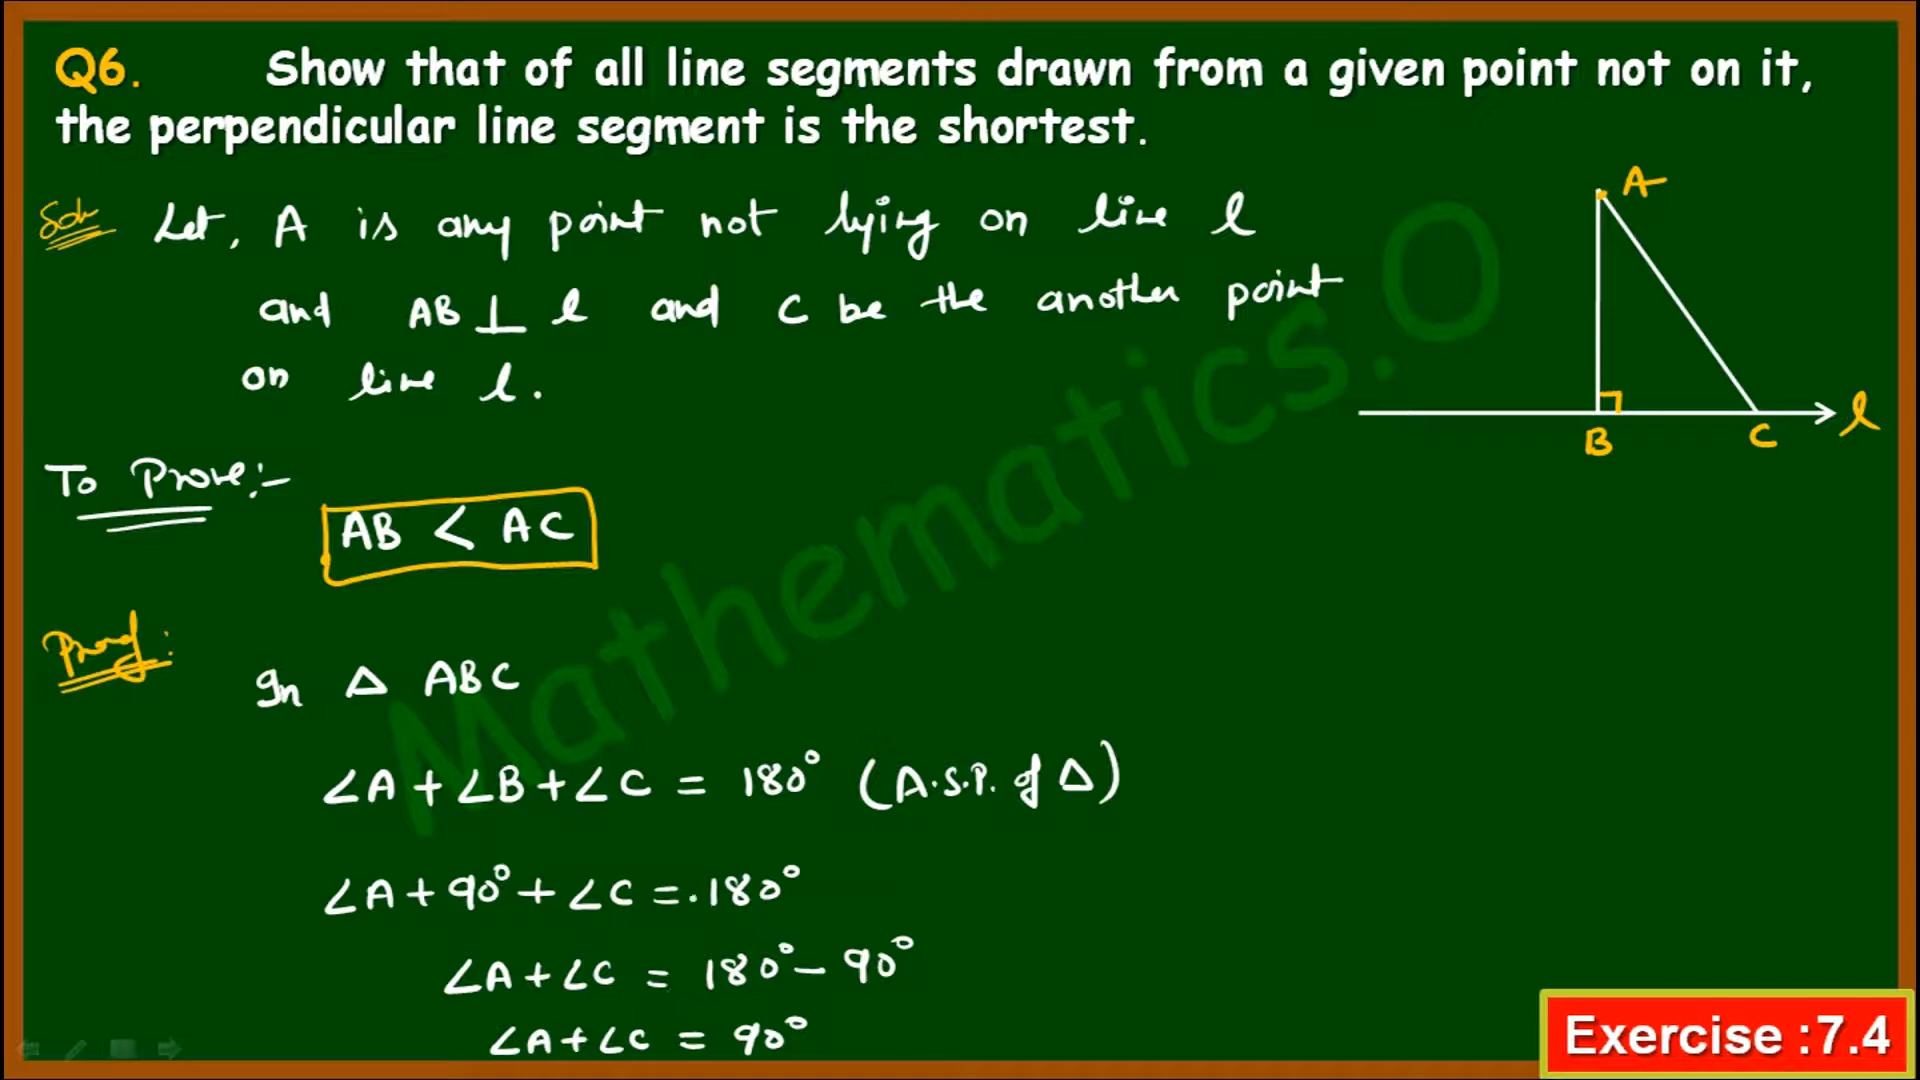 Q6. Show that of all line segments drawn from a given point not on it,
the perpendicular line segment is the shortest.
Soln Let, A is any point not lying on line l
and AB ⊥ l and C be the another point
on line l.
A
B
C
l
To Prove:-
AB < AC
Proof:
In Δ ABC
∠A + ∠B + ∠C = 180° (A.S.P. of Δ)
∠A + 90° + ∠C = 180°
∠A + ∠C = 180° - 90°
∠A + ∠C = 90°
Mathematics.O
Exercise :7.4